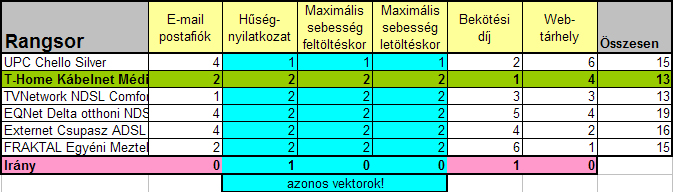 Rangsor E-mail postafiók Hűség-nyilatkozat Maximális sebesség feltöltéskor Maximális sebesség letöltéskor Bekötési díj Web-tárhely Összesen
UPC Chello Silver 4 1 1 1 2 6 15
T-Home Kábelnet Médi 2 2 2 2 1 4 13
TVNetwork NDSL Comfo 1 2 2 2 3 3 13
EQNet Delta otthoni NDS 4 2 2 2 5 4 19
Externet Csupasz ADSL 4 2 2 2 4 2 16
FRAKTAL Egyéni Meztel 2 2 2 2 6 1 15
Irány 0 1 0 0 1 0
azonos vektorok!